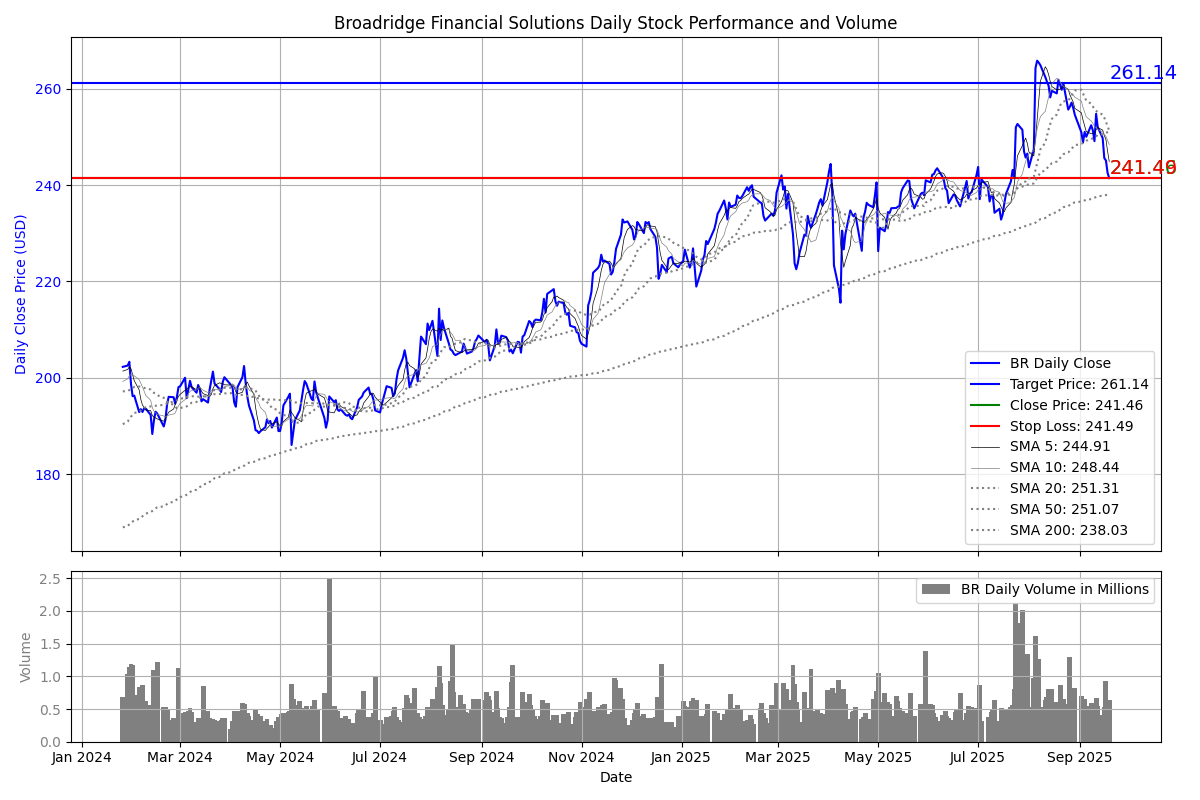 Broadridge Financial Solutions Daily Stock Performance and Volume
Daily Close Price (USD)
260
240
220
200
180
261.14
241.49
BR Daily Close
Target Price: 261.14
Close Price: 241.46
Stop Loss: 241.49
SMA 5: 244.91
SMA 10: 248.44
SMA 20: 251.31
SMA 50: 251.07
SMA 200: 238.03
Volume
2.5
2.0
1.5
1.0
0.5
0.0
BR Daily Volume in Millions
Jan 2024 Mar 2024 May 2024 Jul 2024 Sep 2024 Nov 2024 Jan 2025 Mar 2025 May 2025 Jul 2025 Sep 2025
Date